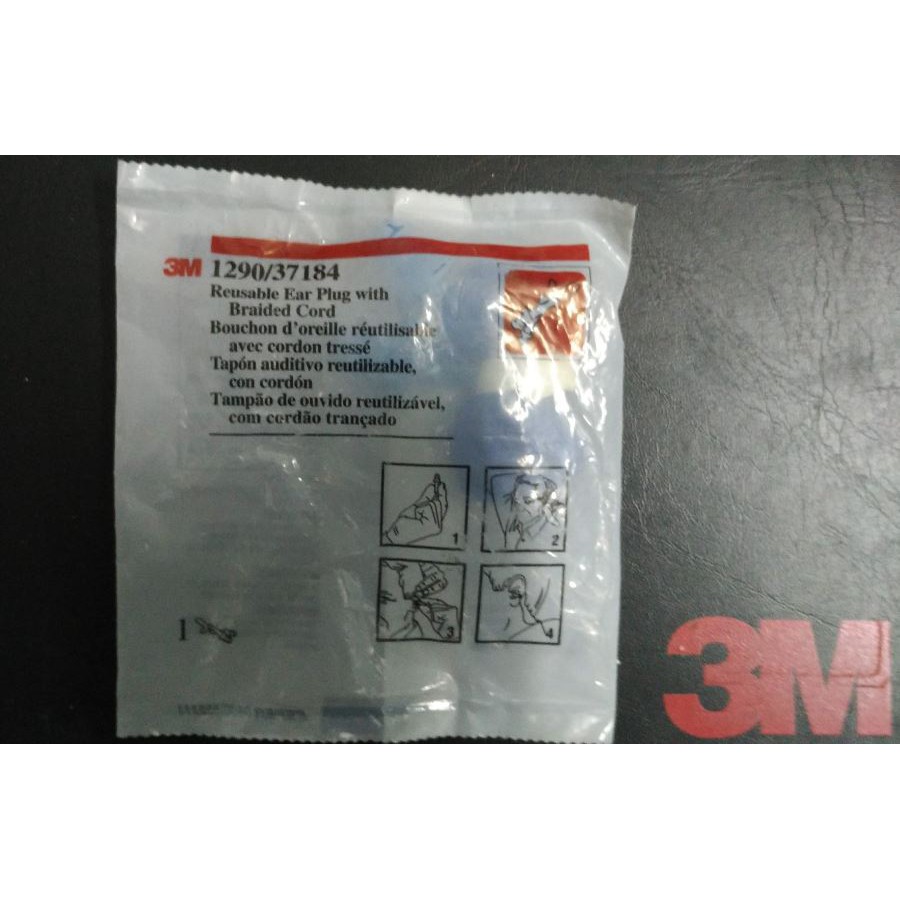 3M 1290/37184
Reusable Ear Plug with
Braided Cord
Bouchon d'oreille réutilisable
avec cordon tressé
Tapón auditivo reutilizable,
con cordón
Tampão de ouvido reutilizável,
com cordão trançado
1
2
3
4
1
3M